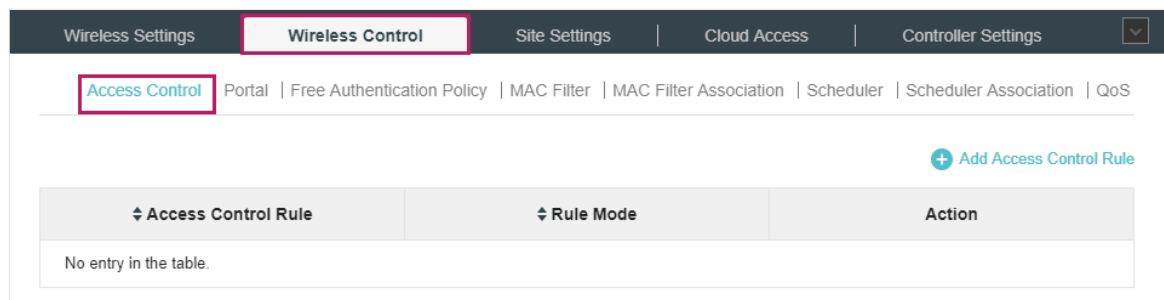 Wireless Settings Wireless Control Site Settings | Cloud Access | Controller Settings
Access Control Portal | Free Authentication Policy | MAC Filter | MAC Filter Association | Scheduler | Scheduler Association | QoS
Add Access Control Rule
Access Control Rule Rule Mode Action
No entry in the table.